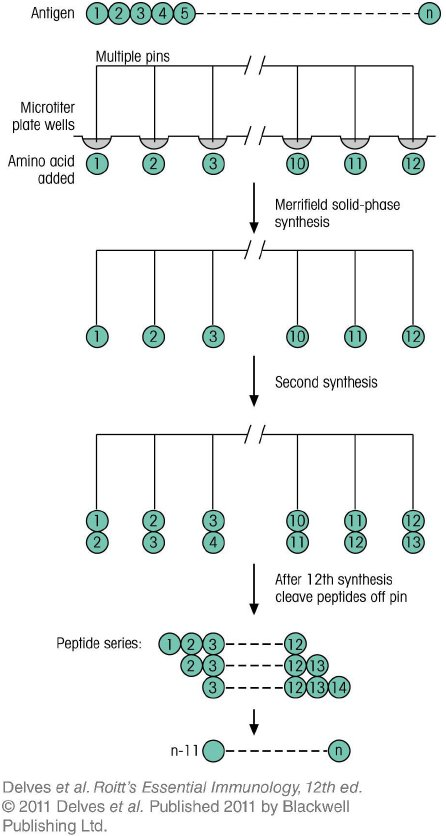 Antigen 1 2 3 4 5 n
Multiple pins
Microtiter
plate wells
Amino acid
added
1 2 3 10 11 12
Merrifield solid-phase
synthesis
1 2 3 10 11 12
Second synthesis
1 2 3 10 11 12
2 3 4 11 12 13
After 12th synthesis
cleave peptides off pin
Peptide series: 1 2 3 12
2 3 12 13
3 12 13 14
n-11 n
Delves et al. Roitt's Essential Immunology, 12th ed.
© 2011 Delves et al. Published 2011 by Blackwell
Publishing Ltd.